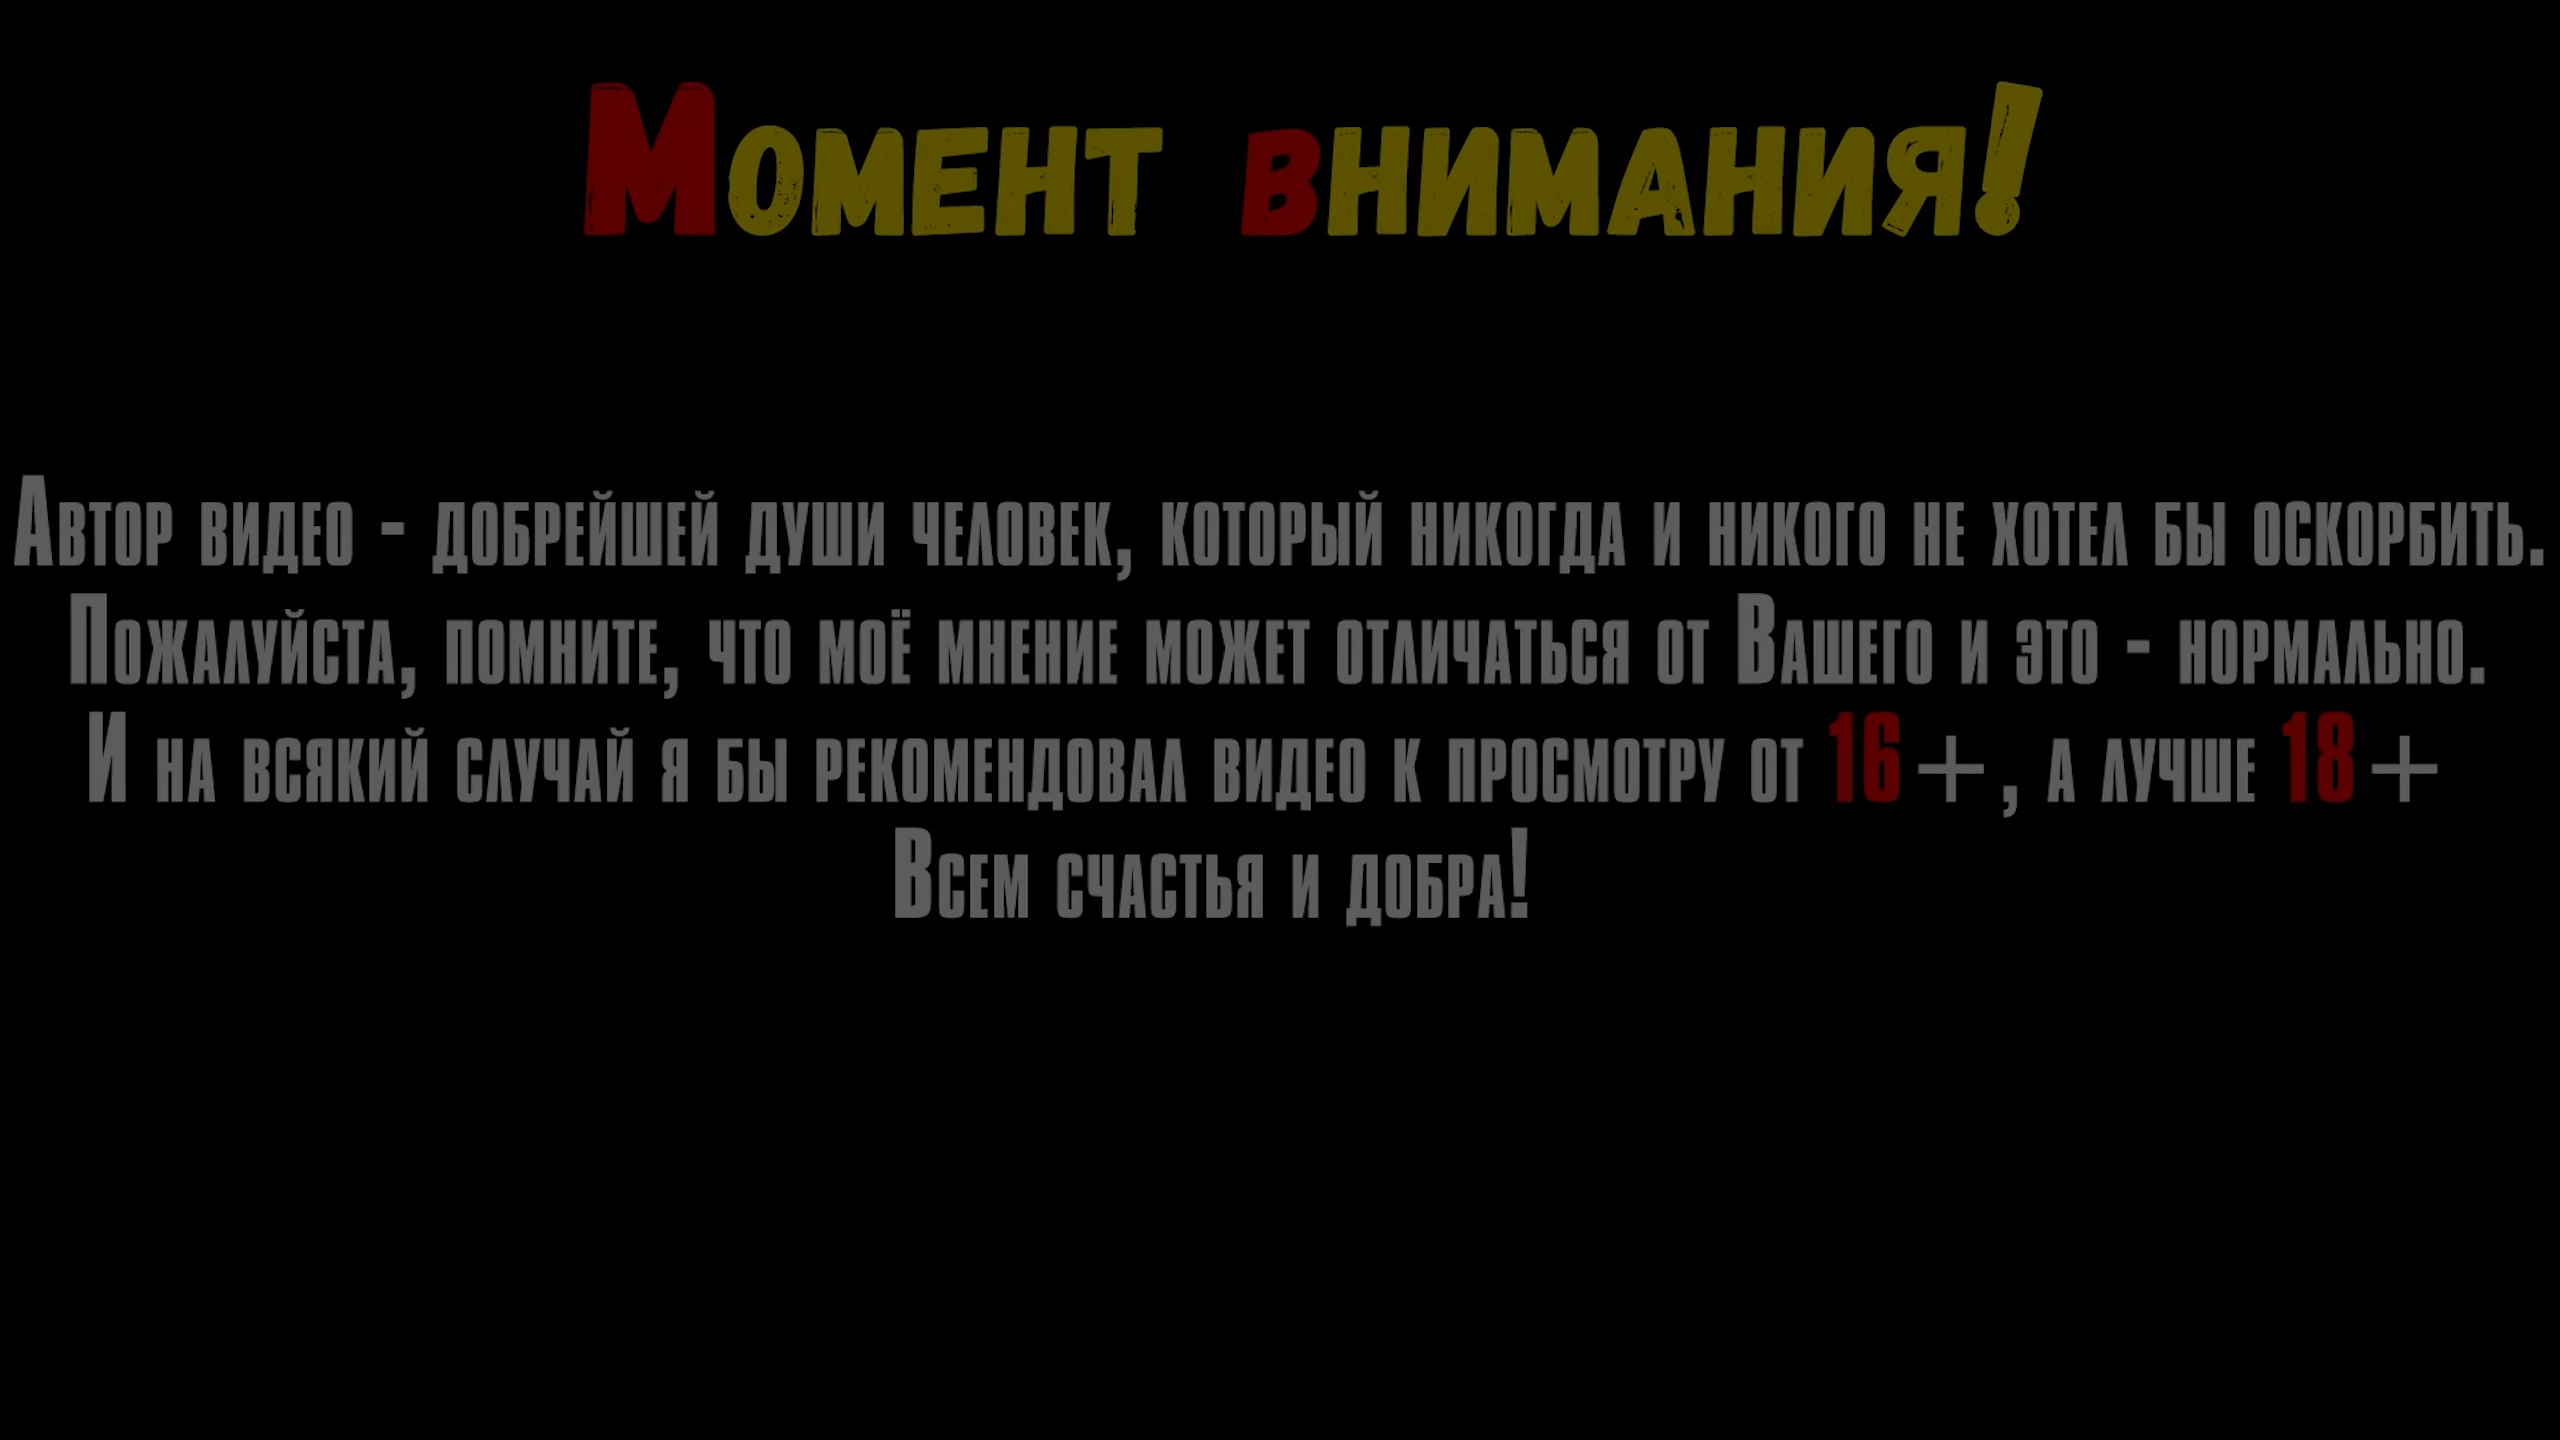 Момент внимания!
Автор видео - добрейшей души человек, который никогда и никого не хотел бы оскорбить.
Пожалуйста, помните, что моё мнение может отличаться от Вашего и это - нормально.
И на всякий случай я бы рекомендовал видео к просмотру от 16+, а лучше 18+
Всем счастья и добра!